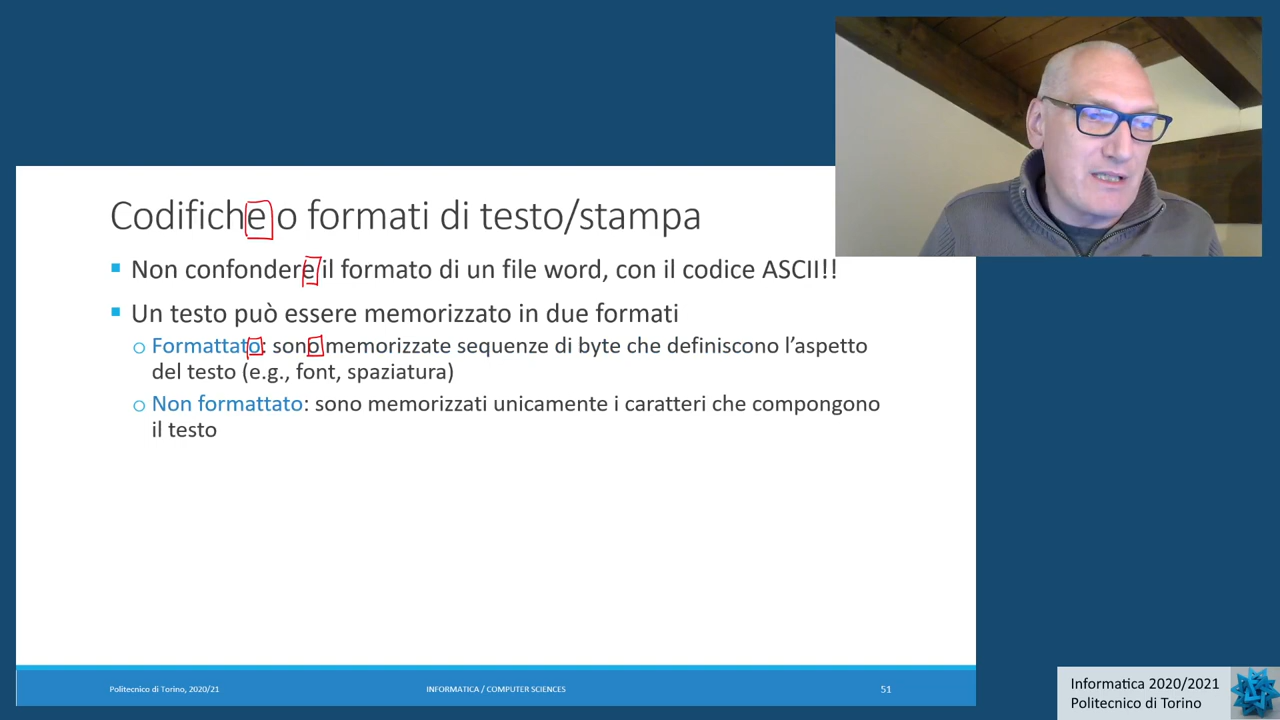 Codifiche o formati di testo/stampa
Non confondere il formato di un file word, con il codice ASCII!!
Un testo può essere memorizzato in due formati
Formattato: sono memorizzate sequenze di byte che definiscono l'aspetto
del testo (e.g., font, spaziatura)
Non formattato: sono memorizzati unicamente i caratteri che compongono
il testo
Politecnico di Torino, 2020/21
INFORMATICA / COMPUTER SCIENCES
51
Informatica 2020/2021
Politecnico di Torino